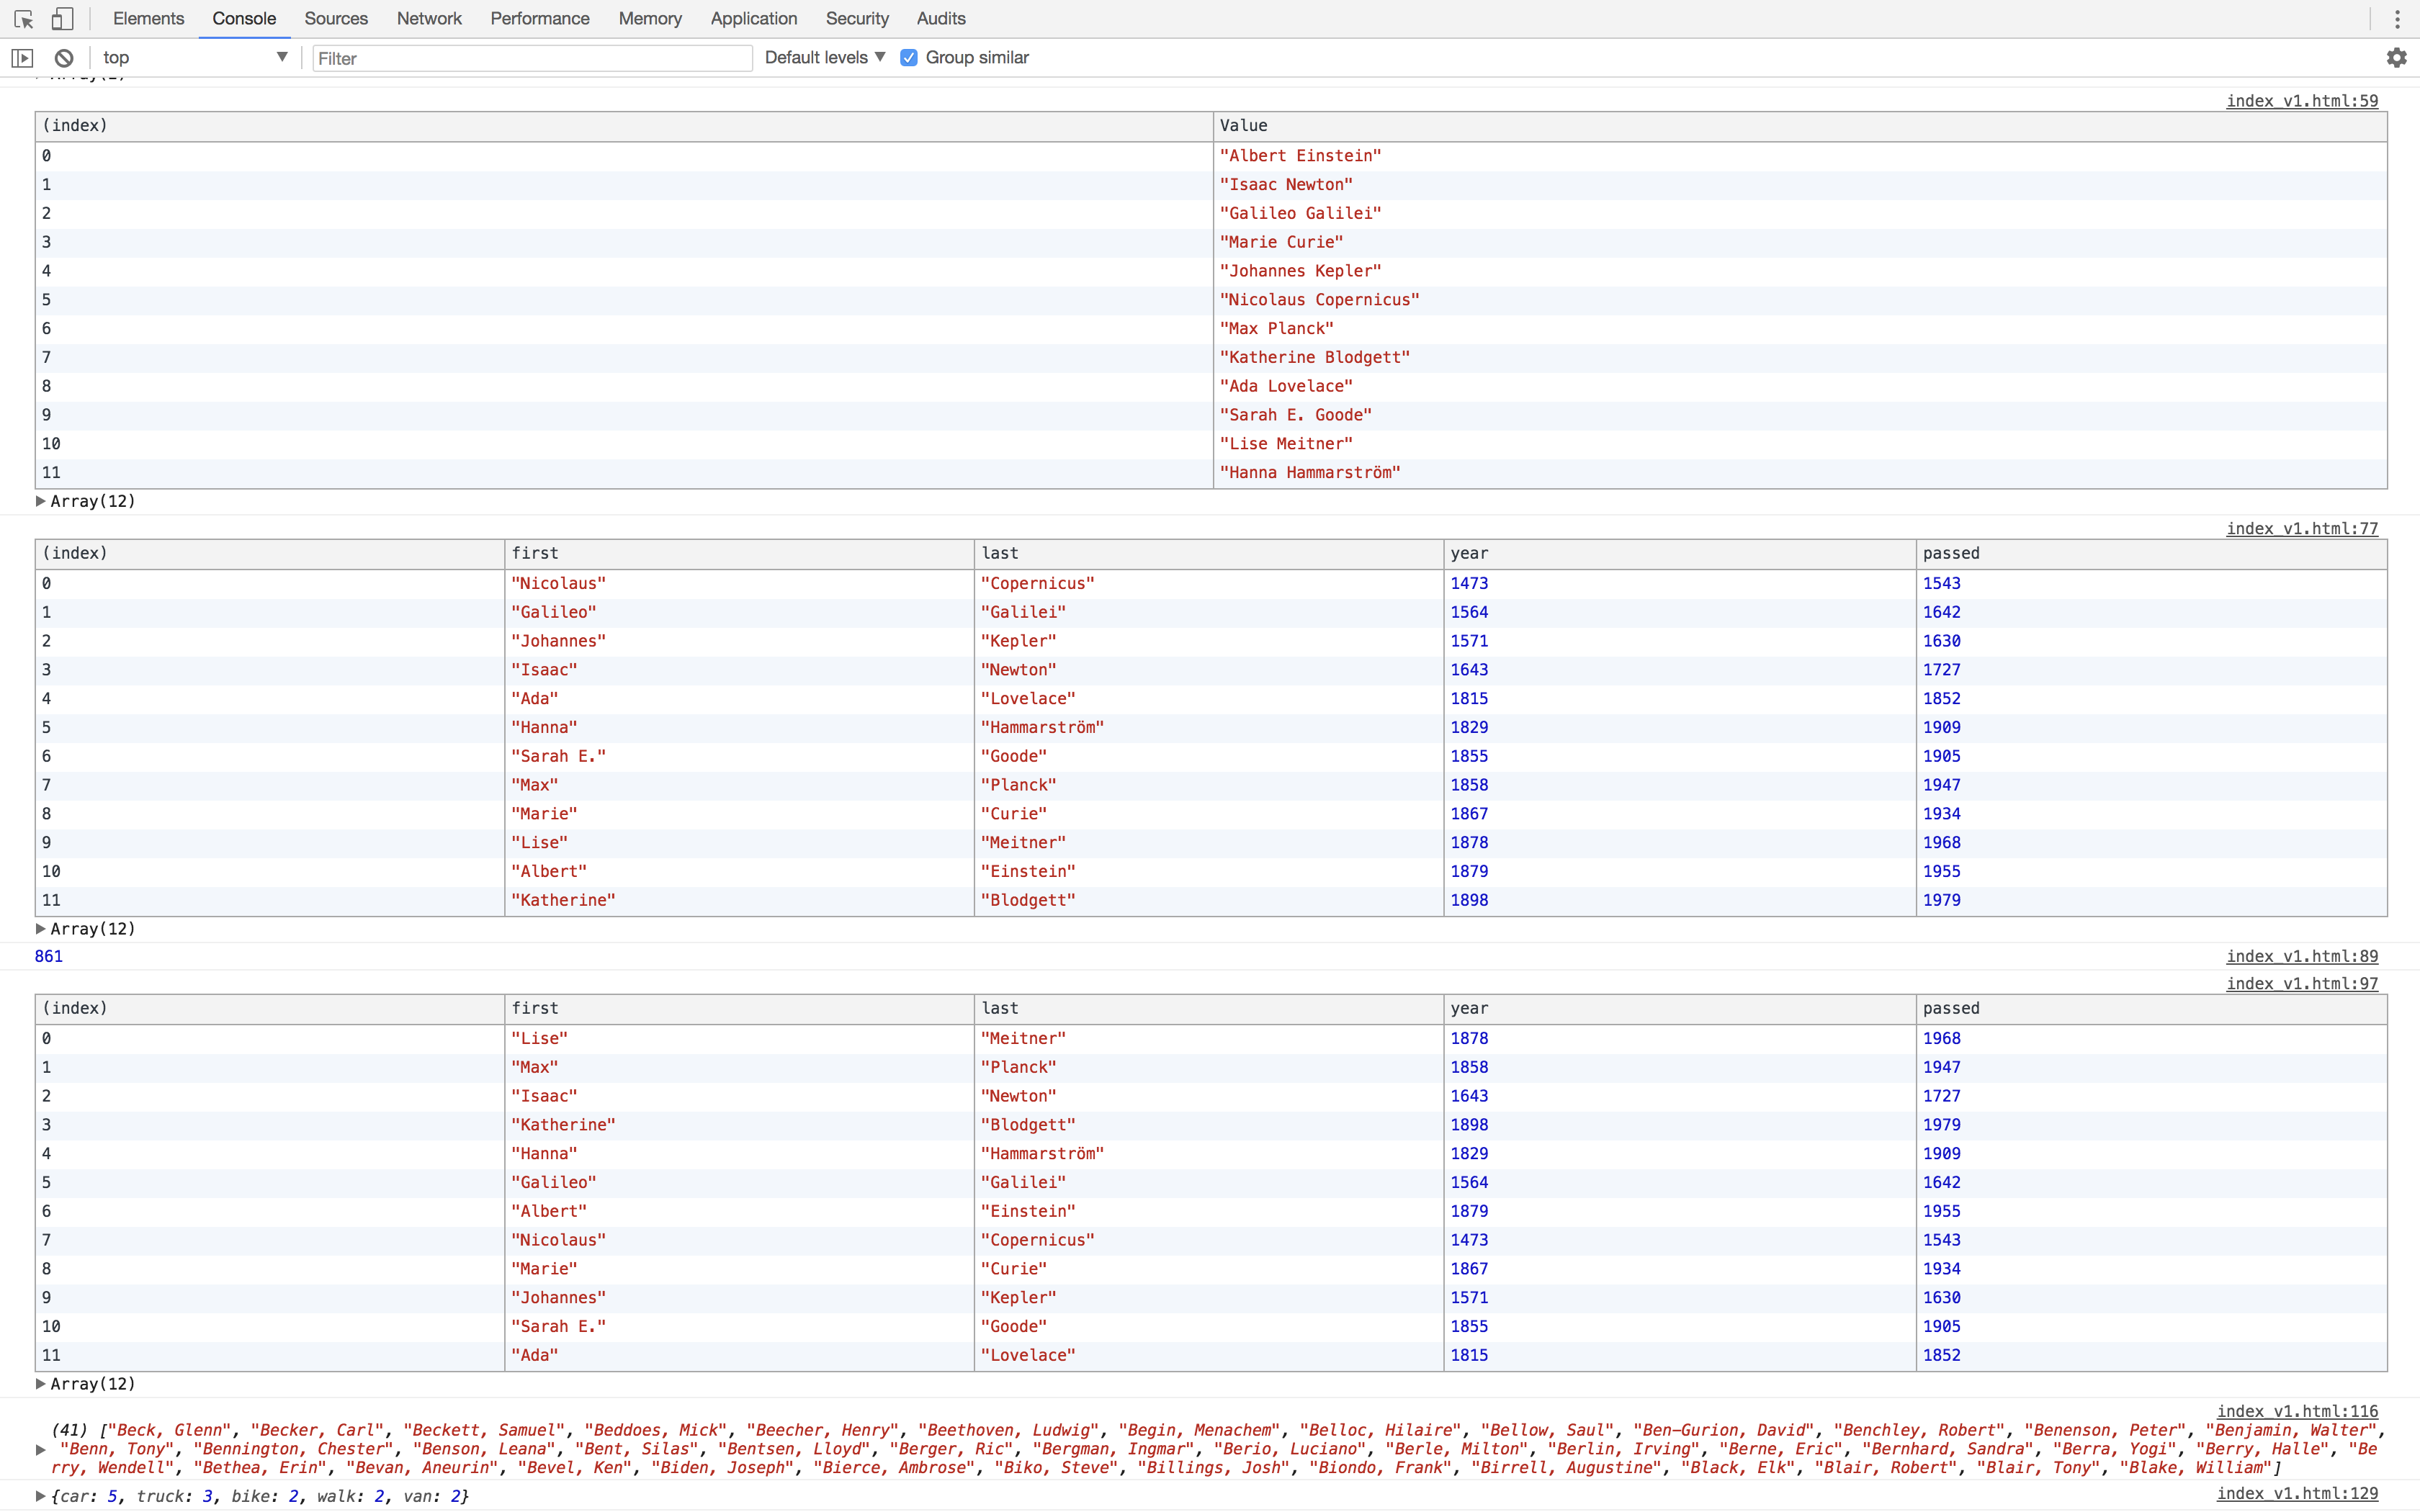 Elements Console Sources Network Performance Memory Application Security Audits
top Filter Default levels Group similar
index_v1.html:59
(index) Value
0 "Albert Einstein"
1 "Isaac Newton"
2 "Galileo Galilei"
3 "Marie Curie"
4 "Johannes Kepler"
5 "Nicolaus Copernicus"
6 "Max Planck"
7 "Katherine Blodgett"
8 "Ada Lovelace"
9 "Sarah E. Goode"
10 "Lise Meitner"
11 "Hanna Hammarström"
Array(12)
index_v1.html:77
(index) first last year passed
0 "Nicolaus" "Copernicus" 1473 1543
1 "Galileo" "Galilei" 1564 1642
2 "Johannes" "Kepler" 1571 1630
3 "Isaac" "Newton" 1643 1727
4 "Ada" "Lovelace" 1815 1852
5 "Hanna" "Hammarström" 1829 1909
6 "Sarah E." "Goode" 1855 1905
7 "Max" "Planck" 1858 1947
8 "Marie" "Curie" 1867 1934
9 "Lise" "Meitner" 1878 1968
10 "Albert" "Einstein" 1879 1955
11 "Katherine" "Blodgett" 1898 1979
Array(12)
861 index_v1.html:89
index_v1.html:97
(index) first last year passed
0 "Lise" "Meitner" 1878 1968
1 "Max" "Planck" 1858 1947
2 "Isaac" "Newton" 1643 1727
3 "Katherine" "Blodgett" 1898 1979
4 "Hanna" "Hammarström" 1829 1909
5 "Galileo" "Galilei" 1564 1642
6 "Albert" "Einstein" 1879 1955
7 "Nicolaus" "Copernicus" 1473 1543
8 "Marie" "Curie" 1867 1934
9 "Johannes" "Kepler" 1571 1630
10 "Sarah E." "Goode" 1855 1905
11 "Ada" "Lovelace" 1815 1852
Array(12)
index_v1.html:116
(41) ["Beck, Glenn", "Becker, Carl", "Beckett, Samuel", "Beddoes, Mick", "Beecher, Henry", "Beethoven, Ludwig", "Begin, Menachem", "Belloc, Hilaire", "Bellow, Saul", "Ben-Gurion, David", "Benchley, Robert", "Benenson, Peter", "Benjamin, Walter",
"Benn, Tony", "Bennington, Chester", "Benson, Leana", "Bent, Silas", "Bentsen, Lloyd", "Berger, Ric", "Bergman, Ingmar", "Berio, Luciano", "Berle, Milton", "Berlin, Irving", "Berne, Eric", "Bernhard, Sandra", "Berra, Yogi", "Berry, Halle", "Be
rry, Wendell", "Bethea, Erin", "Bevan, Aneurin", "Bevel, Ken", "Biden, Joseph", "Bierce, Ambrose", "Biko, Steve", "Billings, Josh", "Biondo, Frank", "Birrell, Augustine", "Black, Elk", "Blair, Robert", "Blair, Tony", "Blake, William"]
{car: 5, truck: 3, bike: 2, walk: 2, van: 2} index_v1.html:129